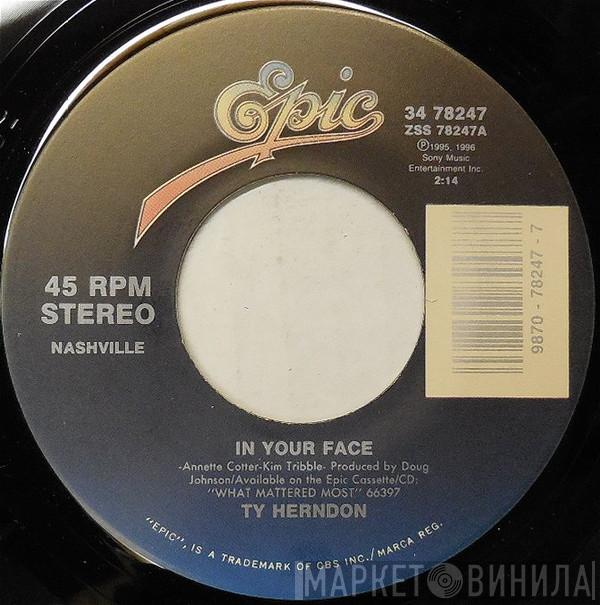 Epic
34 78247
ZSS 78247A
Ⓟ1995, 1996
Sony Music
Entertainment Inc.
2:14
45 RPM
STEREO
NASHVILLE
9870 - 78247 - 7
IN YOUR FACE
-Annette Cotter-Kim Tribble- Produced by Doug
Johnson/Available on the Epic Cassette/CD:
"WHAT MATTERED MOST" 66397
TY HERNDON
"EPIC", IS A TRADEMARK OF CBS INC./MARCA REG.
МАРКЕТ ВИНИЛА